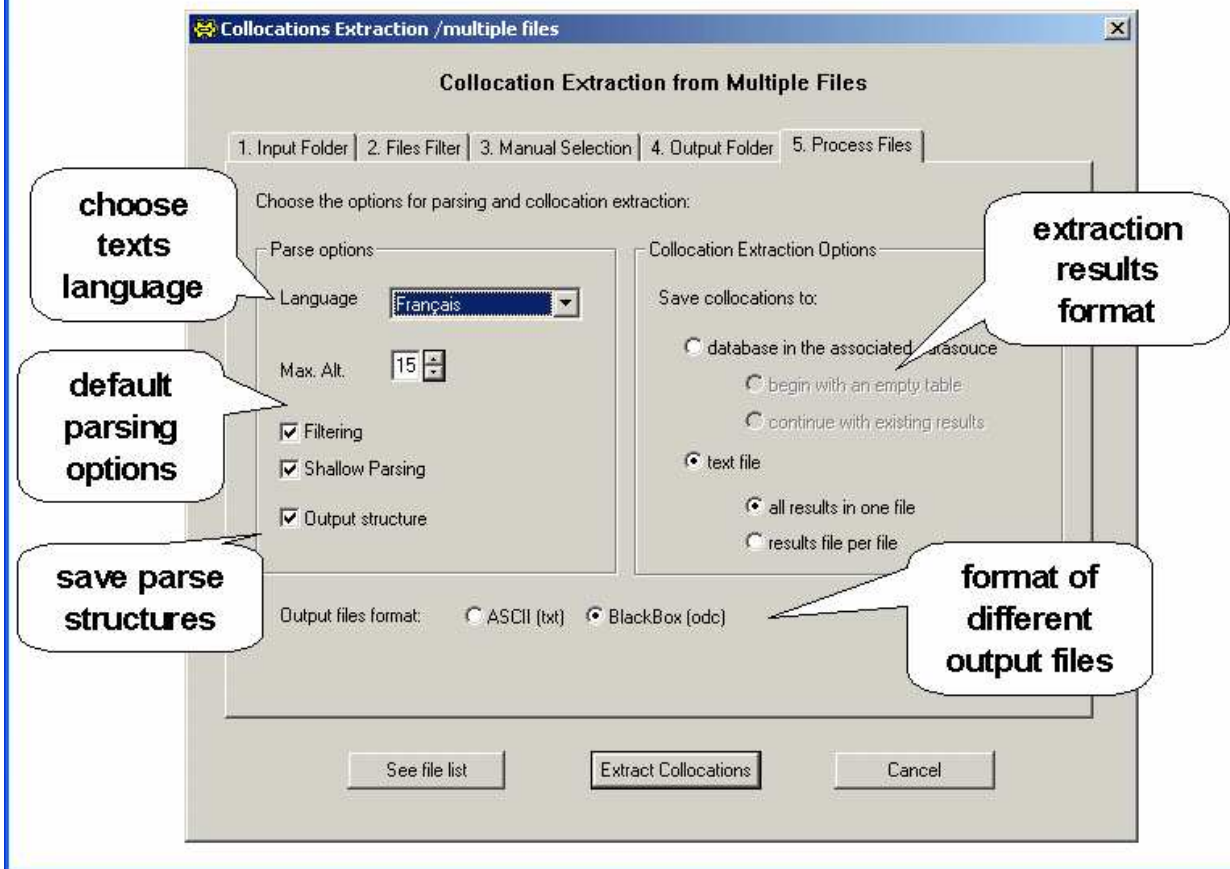 Collocations Extraction /multiple files
Collocation Extraction from Multiple Files
1. Input Folder
2. Files Filter
3. Manual Selection
4. Output Folder
5. Process Files
choose
texts
language
Choose the options for parsing and collocation extraction:
extraction
results
format
Parse options
Language
Français
Max. Alt.
15
default
parsing
options
Filtering
Shallow Parsing
Output structure
save parse
structures
Collocation Extraction Options
Save collocations to:
database in the associated datasouce
begin with an empty table
continue with existing results
text file
all results in one file
results file per file
Output files format:
ASCII (txt)
BlackBox (odc)
format of
different
output files
See file list
Extract Collocations
Cancel